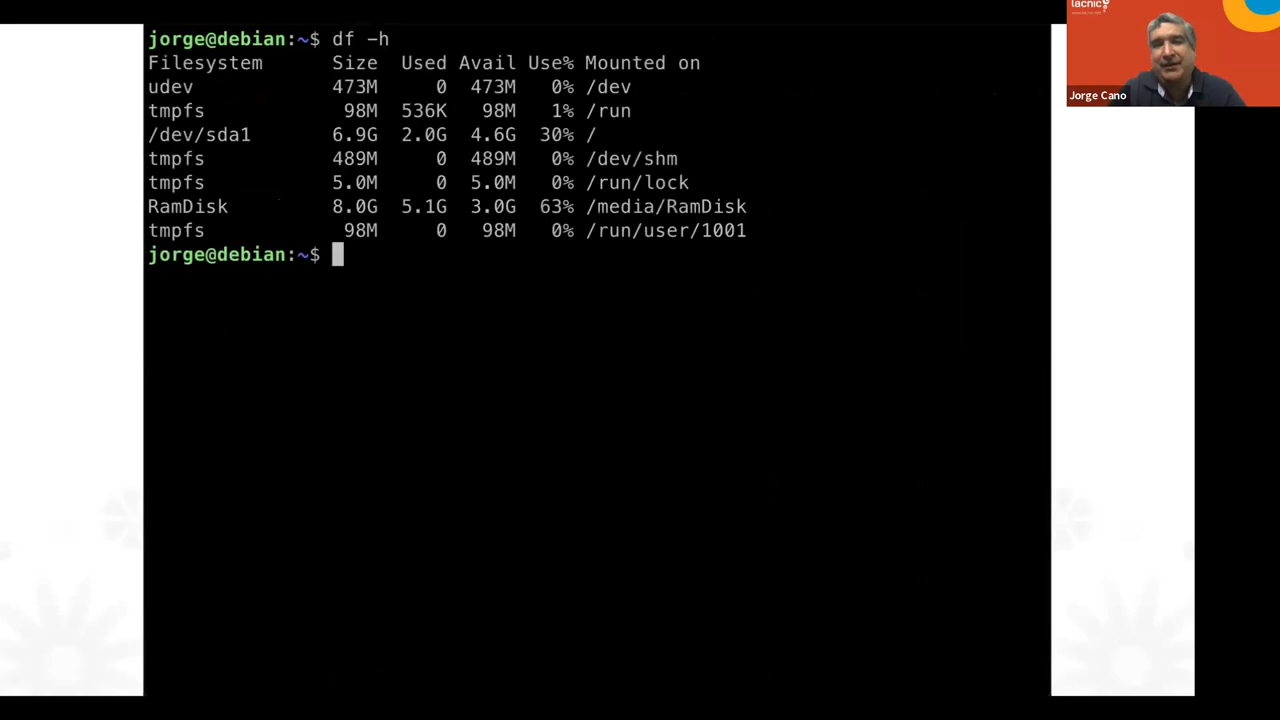 jorge@debian:~$ df -h
Filesystem Size Used Avail Use% Mounted on
udev 473M 0 473M 0% /dev
tmpfs 98M 536K 98M 1% /run
/dev/sda1 6.9G 2.0G 4.6G 30% /
tmpfs 489M 0 489M 0% /dev/shm
tmpfs 5.0M 0 5.0M 0% /run/lock
RamDisk 8.0G 5.1G 3.0G 63% /media/RamDisk
tmpfs 98M 0 98M 0% /run/user/1001
jorge@debian:~$
lacnic
Jorge Cano